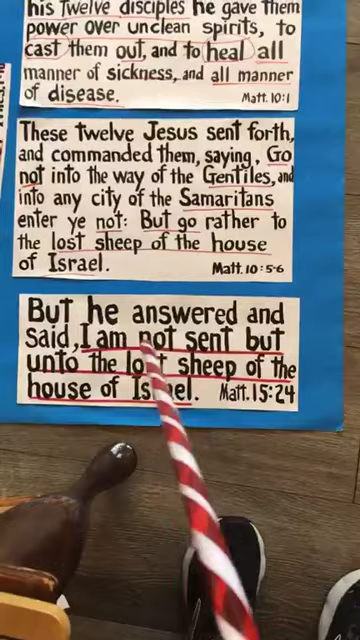 his Twelve disciples he gave them
power over unclean spirits, to
cast them out, and to heal all
manner of sickness, and all manner
of disease. Matt. 10:1
These twelve Jesus sent forth,
and commanded them, saying, Go
not into the way of the Gentiles, and
into any city of the Samaritans
enter ye not: But go rather to
the lost sheep of the house
of Israel. Matt. 10:5-6
But he answered and
said, I am not sent but
unto the lost sheep of the
house of Israel. Matt. 15:24